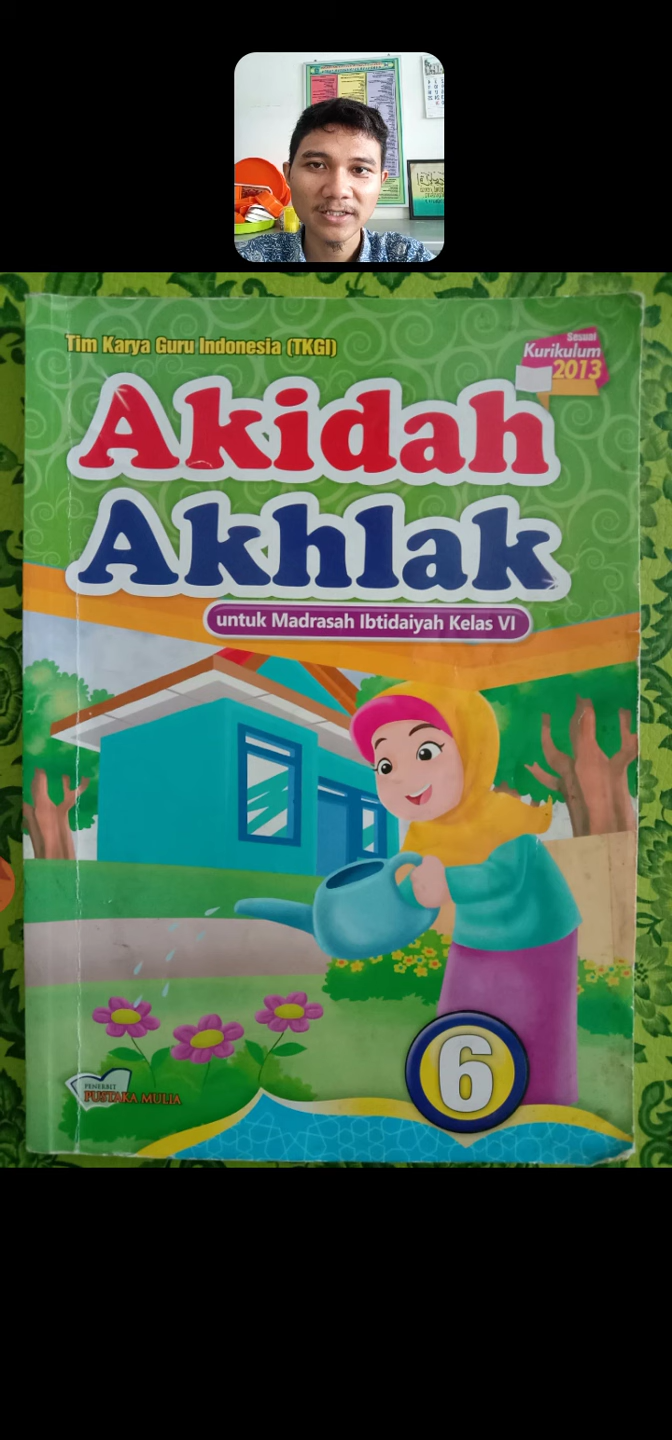 Tim Karya Guru Indonesia (TKGI)
Sesuai
Kurikulum
2013
Akidah
Akhlak
untuk Madrasah Ibtidaiyah Kelas VI
6
PENERBIT
PUSTAKA MULIA